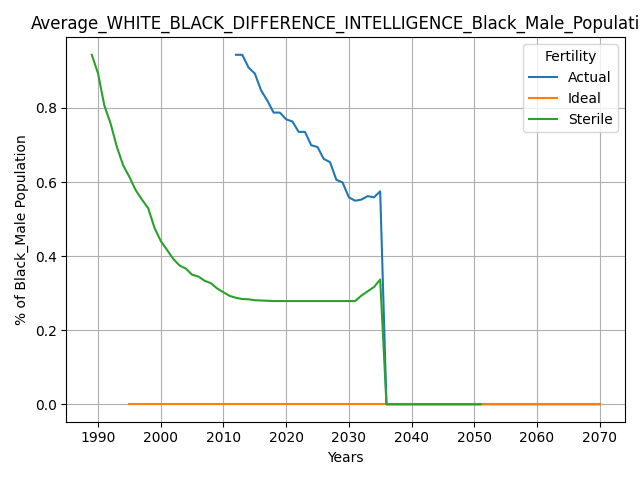 Average_WHITE_BLACK_DIFFERENCE_INTELLIGENCE_Black_Male_Populati
Fertility
Actual
Ideal
Sterile
% of Black_Male Population
0.8
0.6
0.4
0.2
0.0
1990 2000 2010 2020 2030 2040 2050 2060 2070
Years